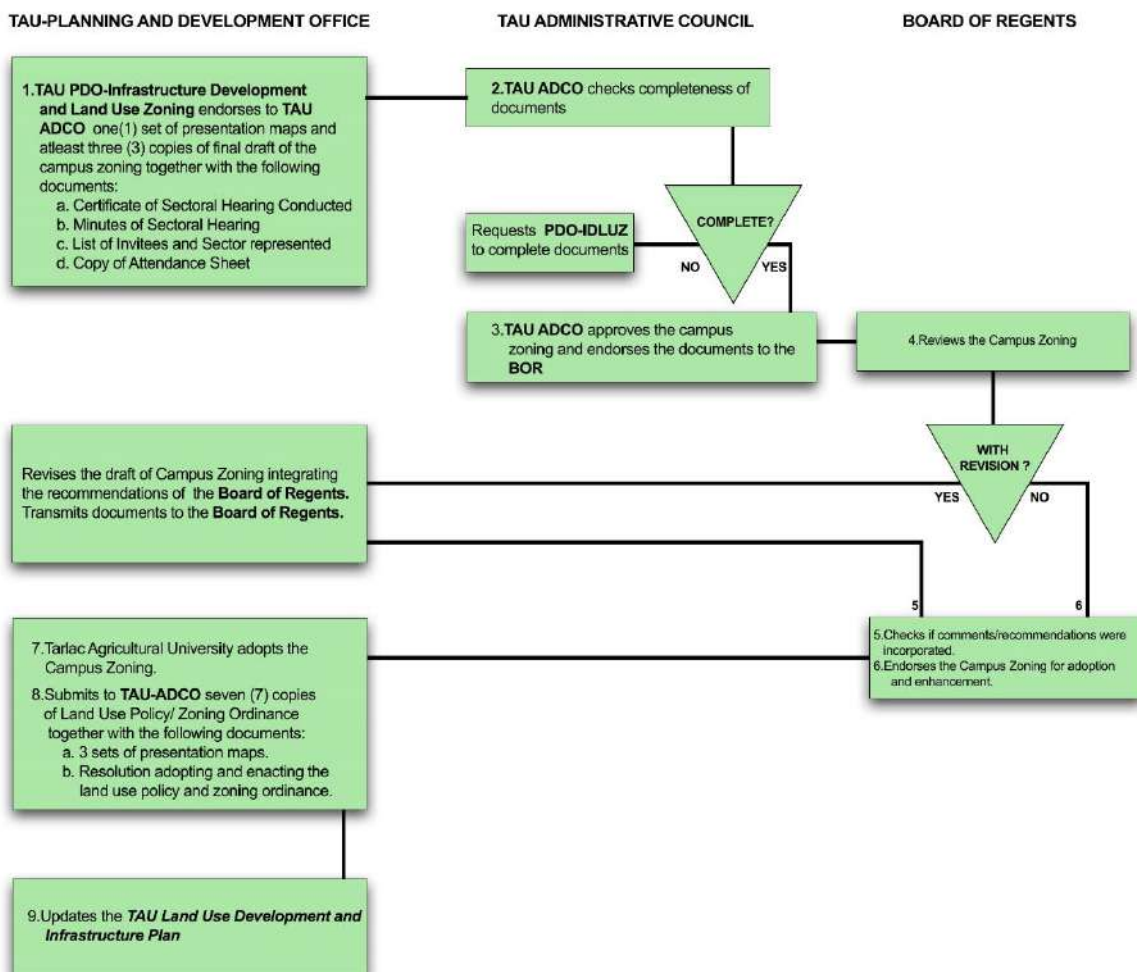 TAU-PLANNING AND DEVELOPMENT OFFICE
TAU ADMINISTRATIVE COUNCIL
BOARD OF REGENTS
1.TAU PDO-Infrastructure Development
and Land Use Zoning endorses to TAU
ADCO one(1) set of presentation maps and
atleast three (3) copies of final draft of the
campus zoning together with the following
documents:
a. Certificate of Sectoral Hearing Conducted
b. Minutes of Sectoral Hearing
c. List of Invitees and Sector represented
d. Copy of Attendance Sheet
2.TAU ADCO checks completeness of
documents
COMPLETE?
NO
YES
Requests PDO-IDLUZ
to complete documents
3.TAU ADCO approves the campus
zoning and endorses the documents to the
BOR
4.Reviews the Campus Zoning
WITH
REVISION ?
YES
NO
Revises the draft of Campus Zoning integrating
the recommendations of the Board of Regents.
Transmits documents to the Board of Regents.
5
6
5.Checks if comments/recommendations were
incorporated.
6.Endorses the Campus Zoning for adoption
and enhancement.
7.Tarlac Agricultural University adopts the
Campus Zoning.
8.Submits to TAU-ADCO seven (7) copies
of Land Use Policy/ Zoning Ordinance
together with the following documents:
a. 3 sets of presentation maps.
b. Resolution adopting and enacting the
land use policy and zoning ordinance.
9.Updates the TAU Land Use Development and
Infrastructure Plan